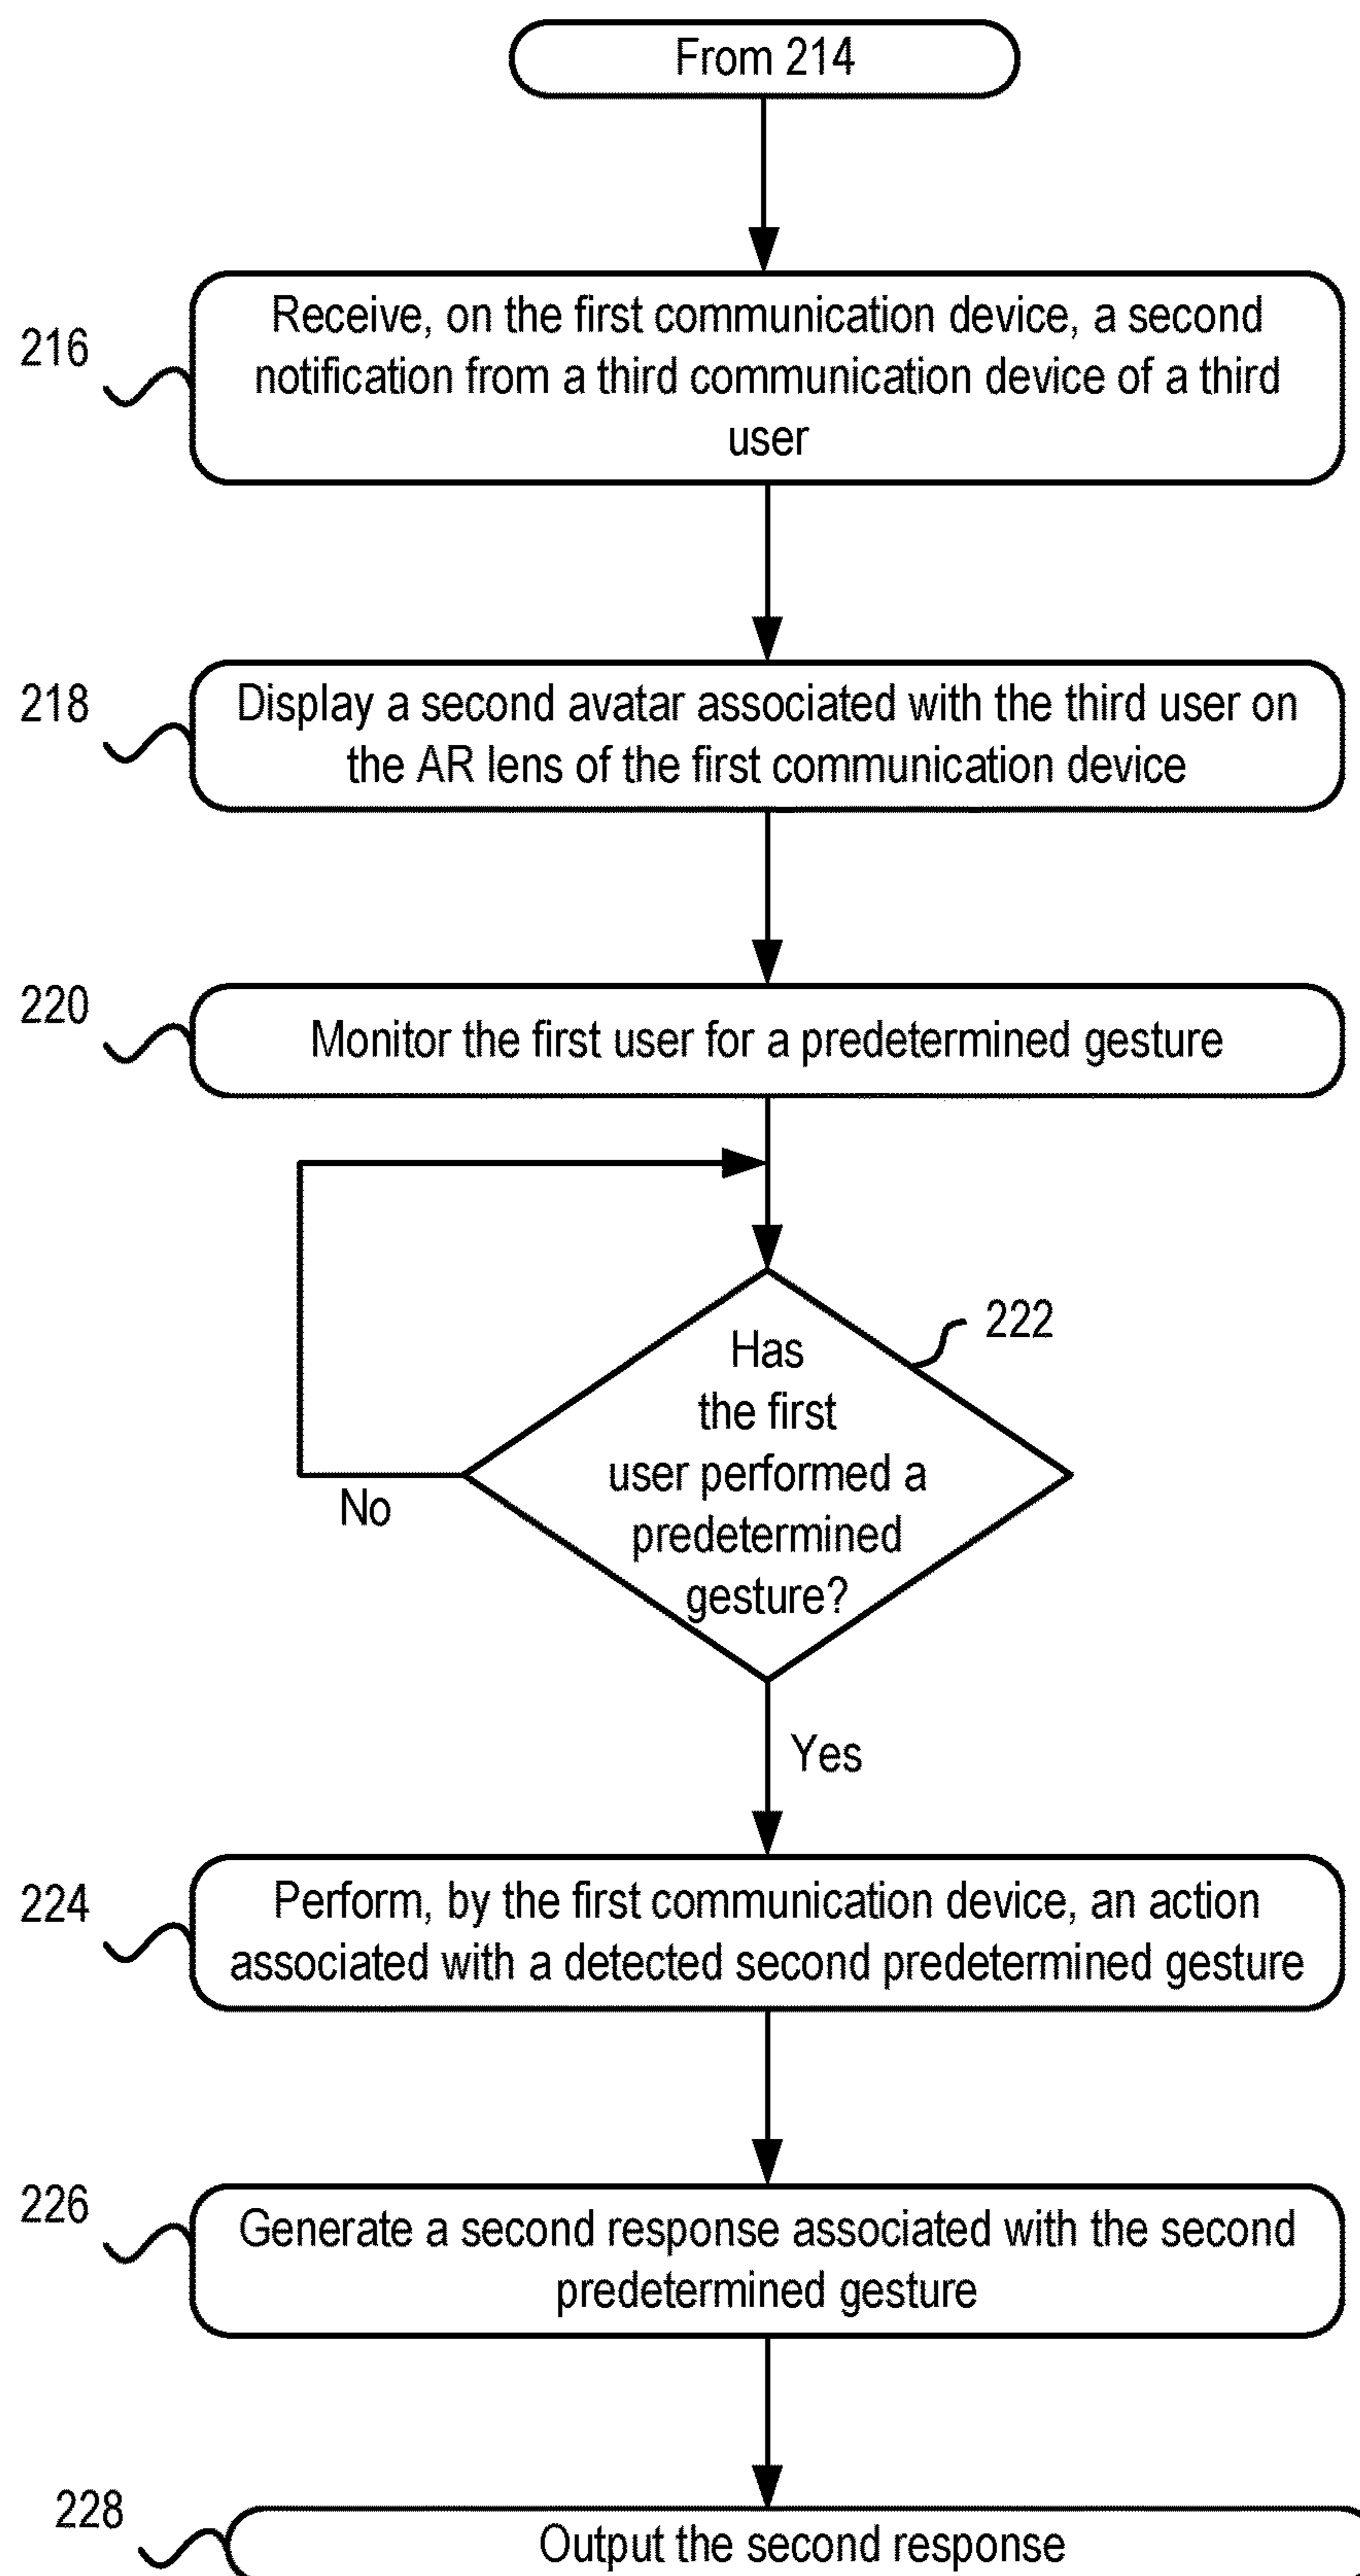 From 214
216
Receive, on the first communication device, a second
notification from a third communication device of a third
user
218
Display a second avatar associated with the third user on
the AR lens of the first communication device
220
Monitor the first user for a predetermined gesture
222
Has
the first
user performed a
predetermined
gesture?
No
Yes
224
Perform, by the first communication device, an action
associated with a detected second predetermined gesture
226
Generate a second response associated with the second
predetermined gesture
228
Output the second response